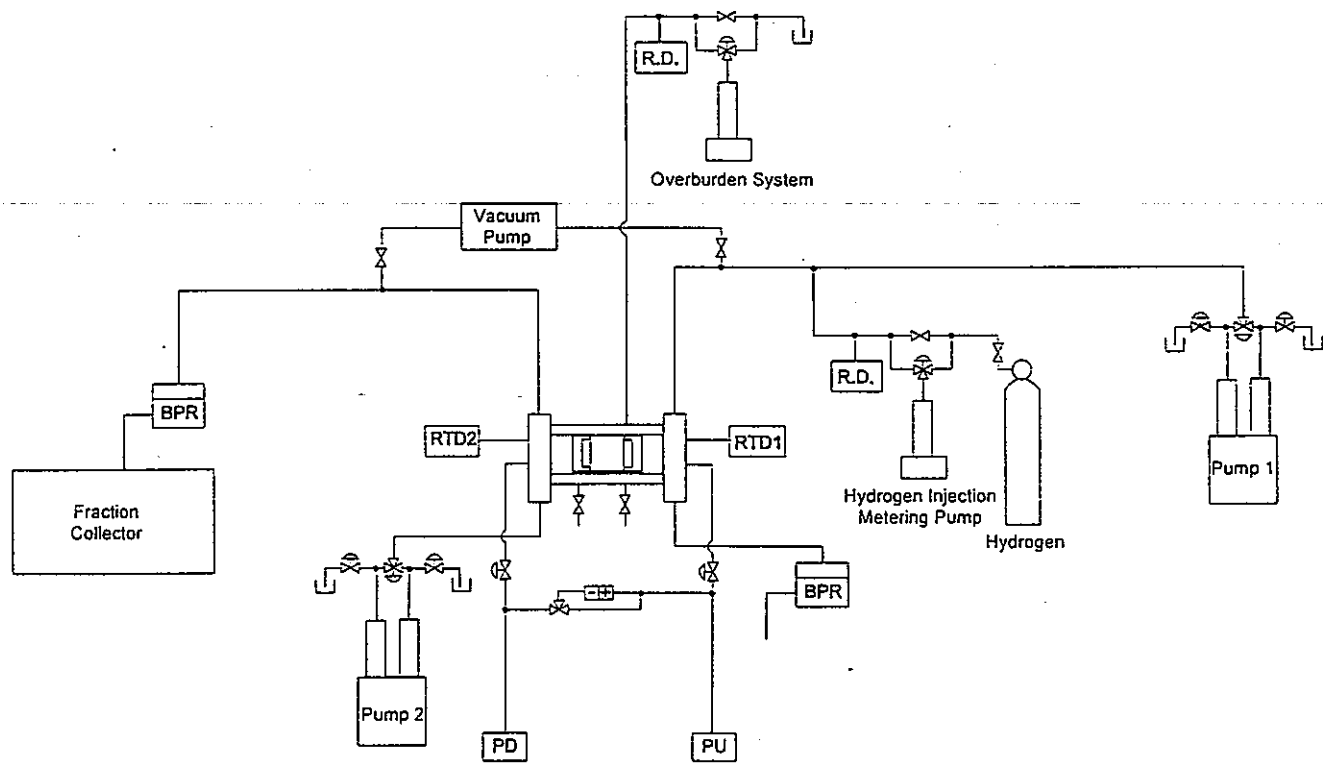 R.D.
Overburden System
Vacuum
Pump
R.D.
BPR
RTD2
RTD1
Pump 1
Fraction
Collector
Hydrogen Injection
Metering Pump
Hydrogen
- +
BPR
Pump 2
PD
PU